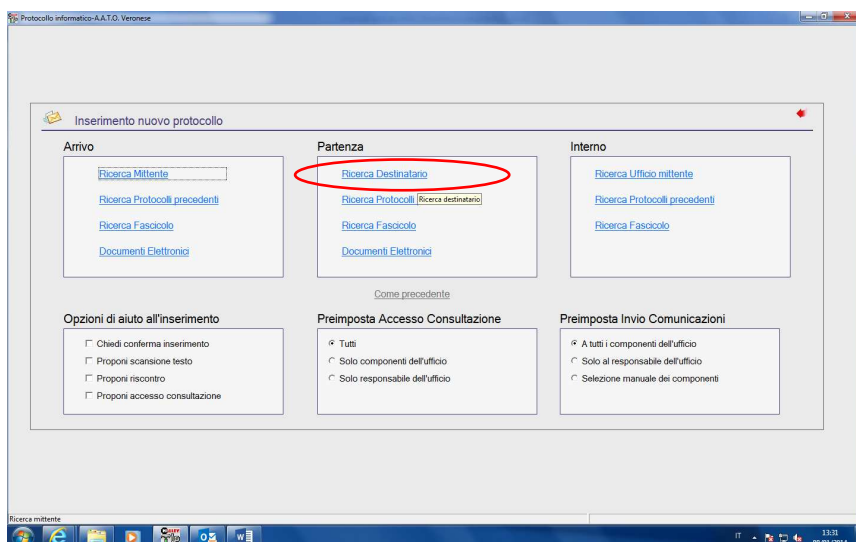 Protocollo informatico-A.A.T.O. Veronese
Inserimento nuovo protocollo
Arrivo
Ricerca Mittente
Ricerca Protocolli precedenti
Ricerca Fascicolo
Documenti Elettronici
Partenza
Ricerca Destinatario
Ricerca Protocolli
Ricerca destinatario
Ricerca Fascicolo
Documenti Elettronici
Interno
Ricerca Ufficio mittente
Ricerca Protocolli precedenti
Ricerca Fascicolo
Come precedente
Opzioni di aiuto all'inserimento
Chiedi conferma inserimento
Proponi scansione testo
Proponi riscontro
Proponi accesso consultazione
Preimposta Accesso Consultazione
Tutti
Solo componenti dell'ufficio
Solo responsabile dell'ufficio
Preimposta Invio Comunicazioni
A tutti i componenti dell'ufficio
Solo al responsabile dell'ufficio
Selezione manuale dei componenti
Ricerca mittente
IT
13:31